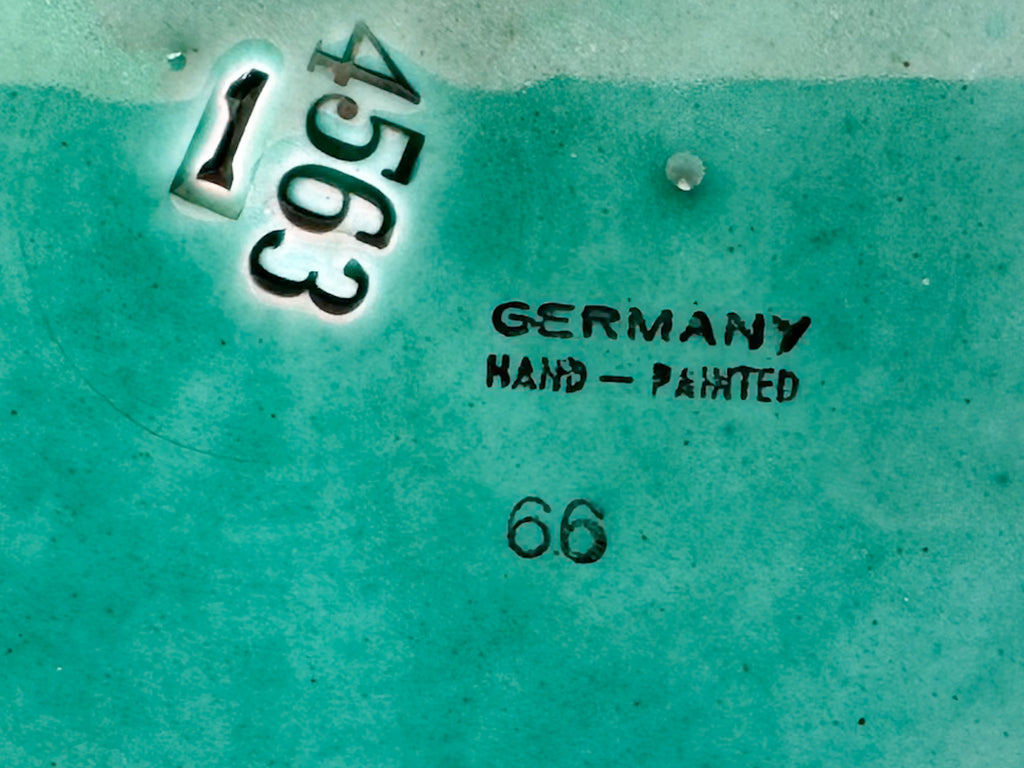 4563
1
GERMANY
HAND - PAINTED
66